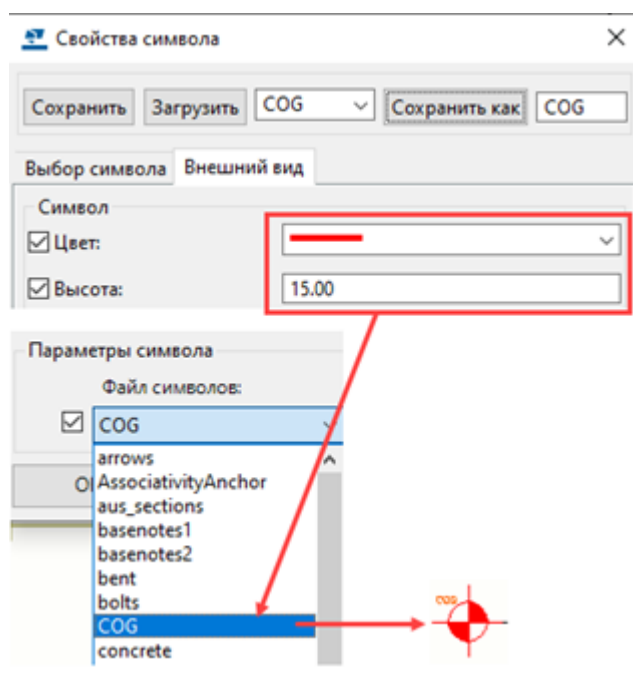 Свойства символа
Сохранить Загрузить COG Сохранить как COG
Выбор символа Внешний вид
Символ
Цвет:
Высота: 15.00
Параметры символа
Файл символов:
COG
arrows
AssociativityAnchor
aus_sections
basenotes1
basenotes2
bent
bolts
COG
concrete
COG